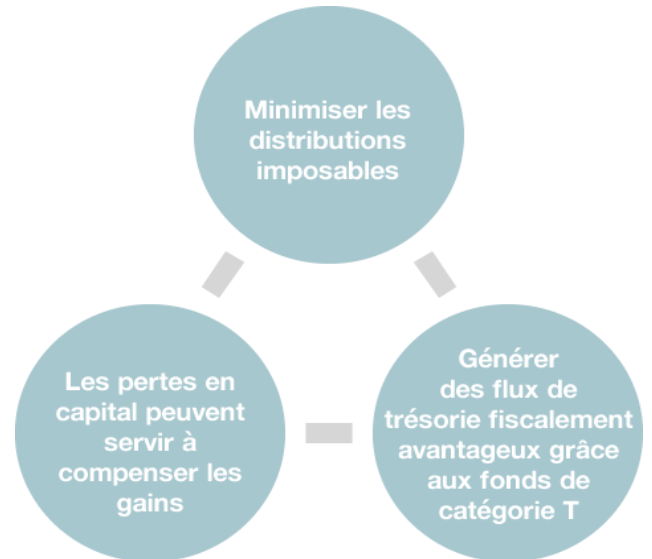 Minimiser les
distributions
imposables
Les pertes en
capital peuvent
servir à
compenser les
gains
Générer
des flux de
trésorie fiscalement
avantageux grâce
aux fonds de
catégorie T